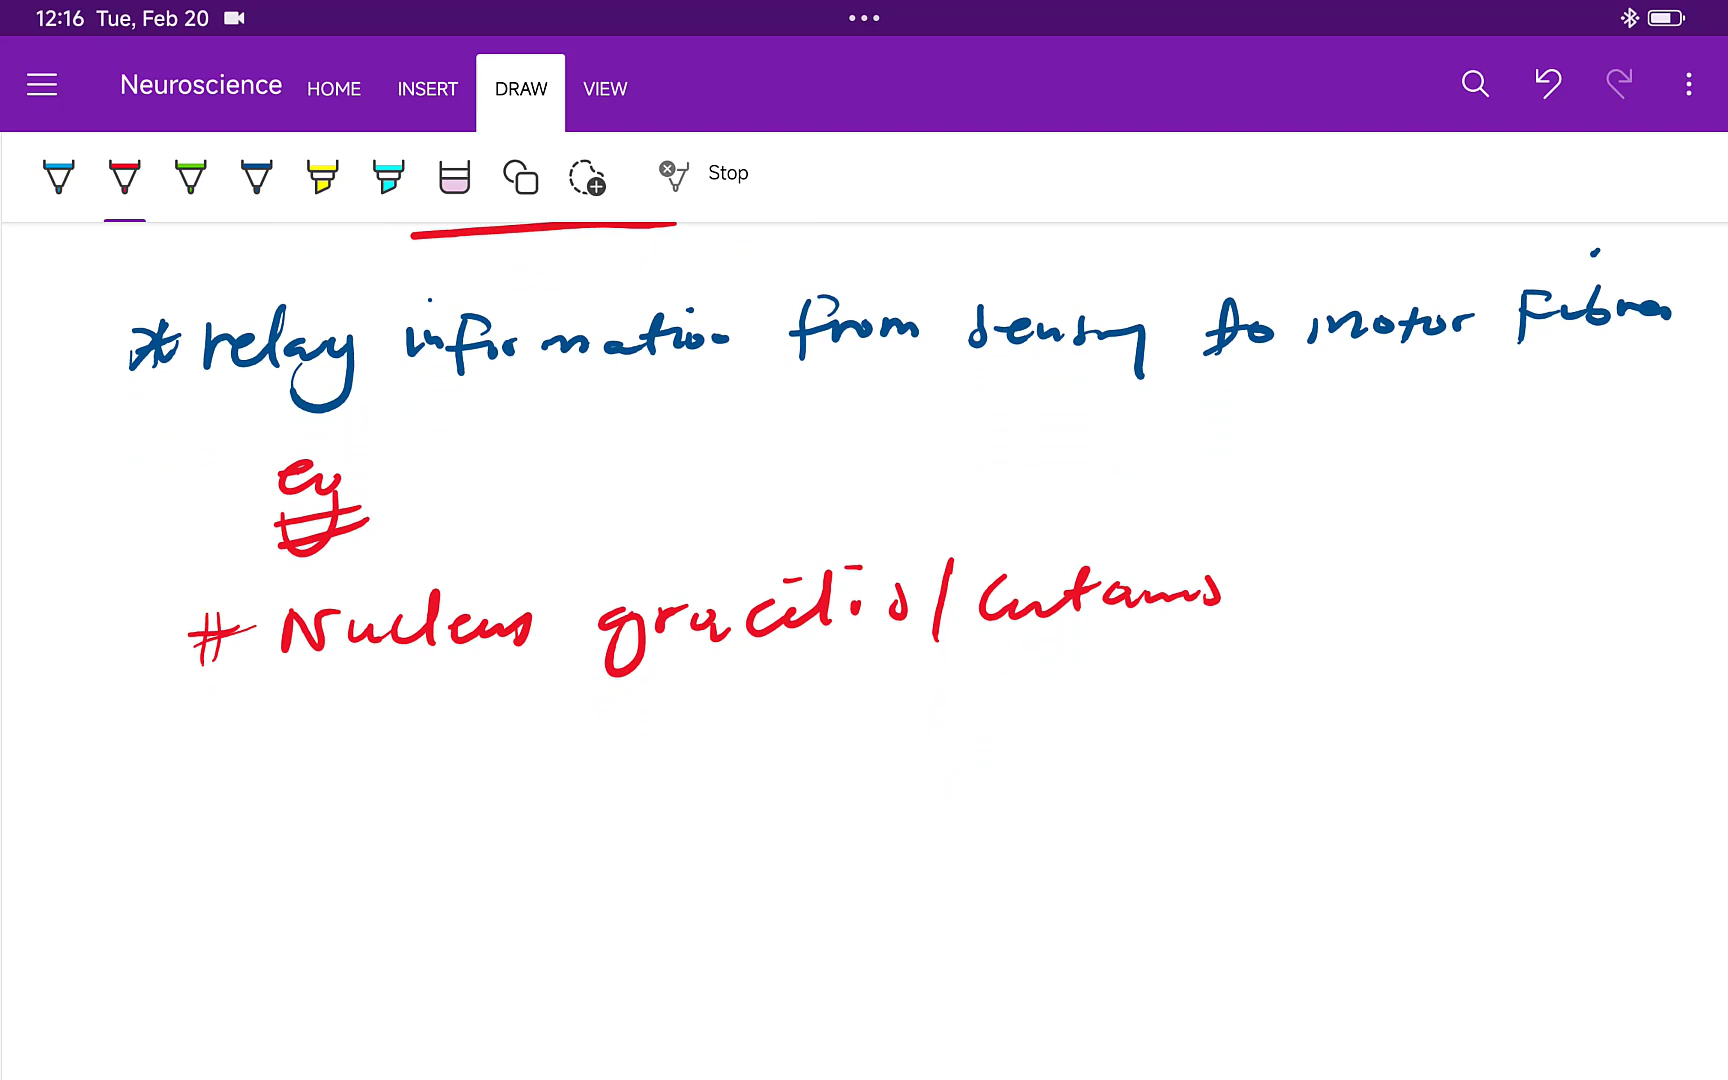 12:16 Tue, Feb 20
Neuroscience HOME INSERT DRAW VIEW
Stop
* relay information from sensory to motor Fibres
eg
# Nucleus gracilis / Cutanus